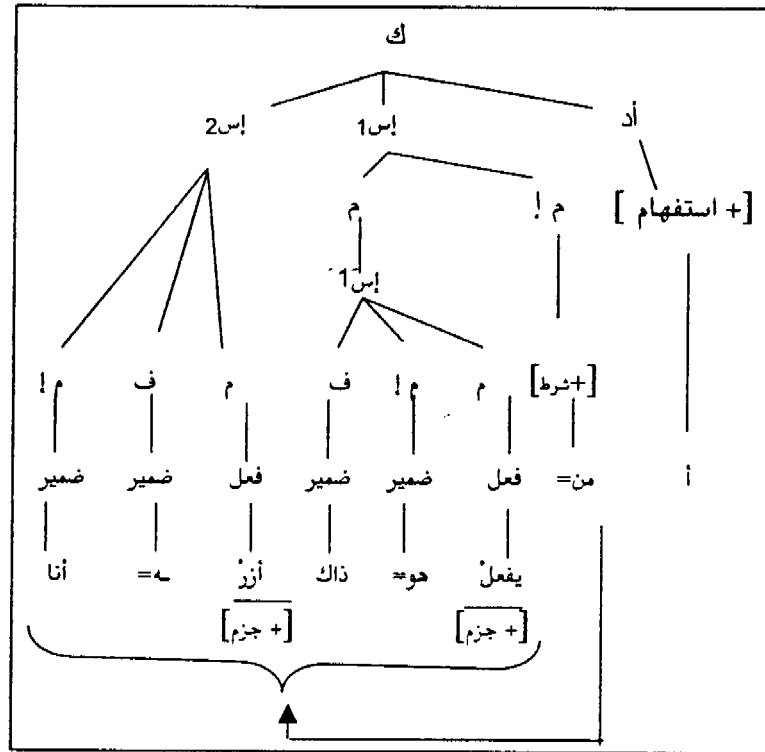 ك
أد إس1 إس2
[+ استفهام] م ! م
إس1
[+شرط] م م ! ف م ف م !
أ من= فعل ضمير ضمير فعل ضمير ضمير
يفعلْ هو= ذاك أزرْ ـه= أنا
[+ جزم] [+ جزم]